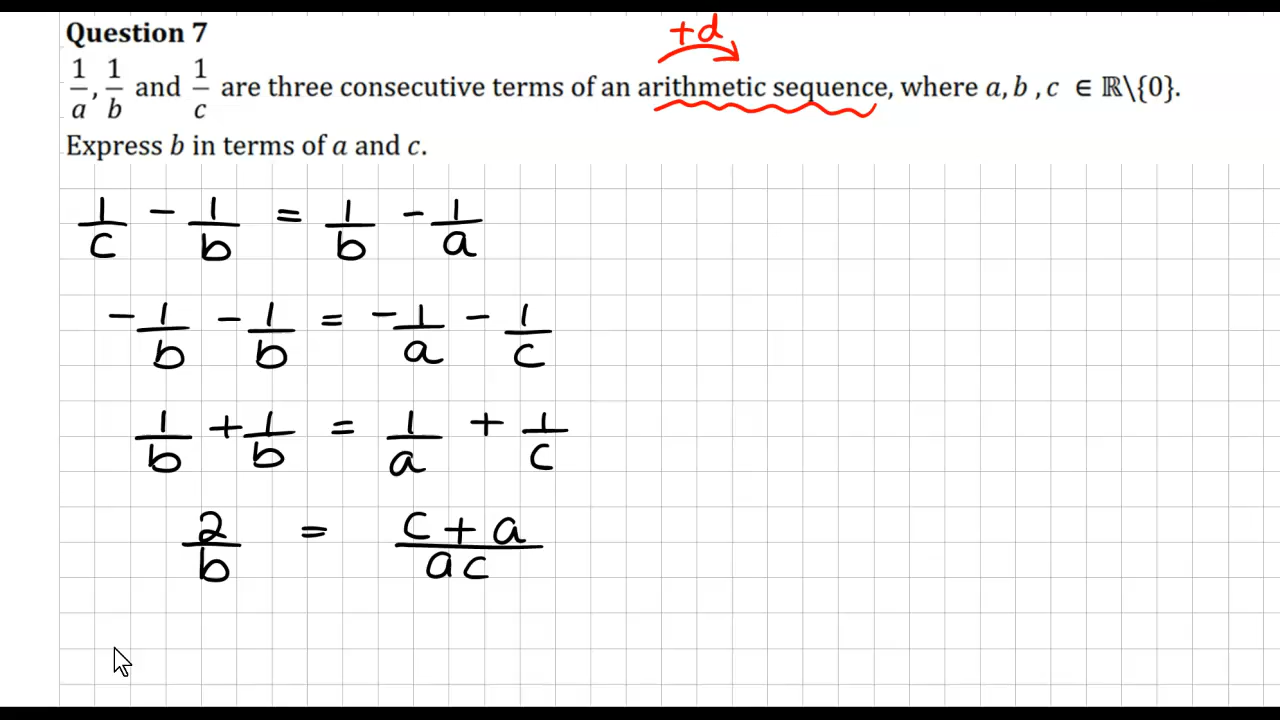 Question 7
+d
1/a, 1/b and 1/c are three consecutive terms of an arithmetic sequence, where a, b , c ∈ ℝ\{0}.
Express b in terms of a and c.
1/c - 1/b = 1/b - 1/a
-1/b - 1/b = -1/a - 1/c
1/b + 1/b = 1/a + 1/c
2/b = (c + a)/(ac)